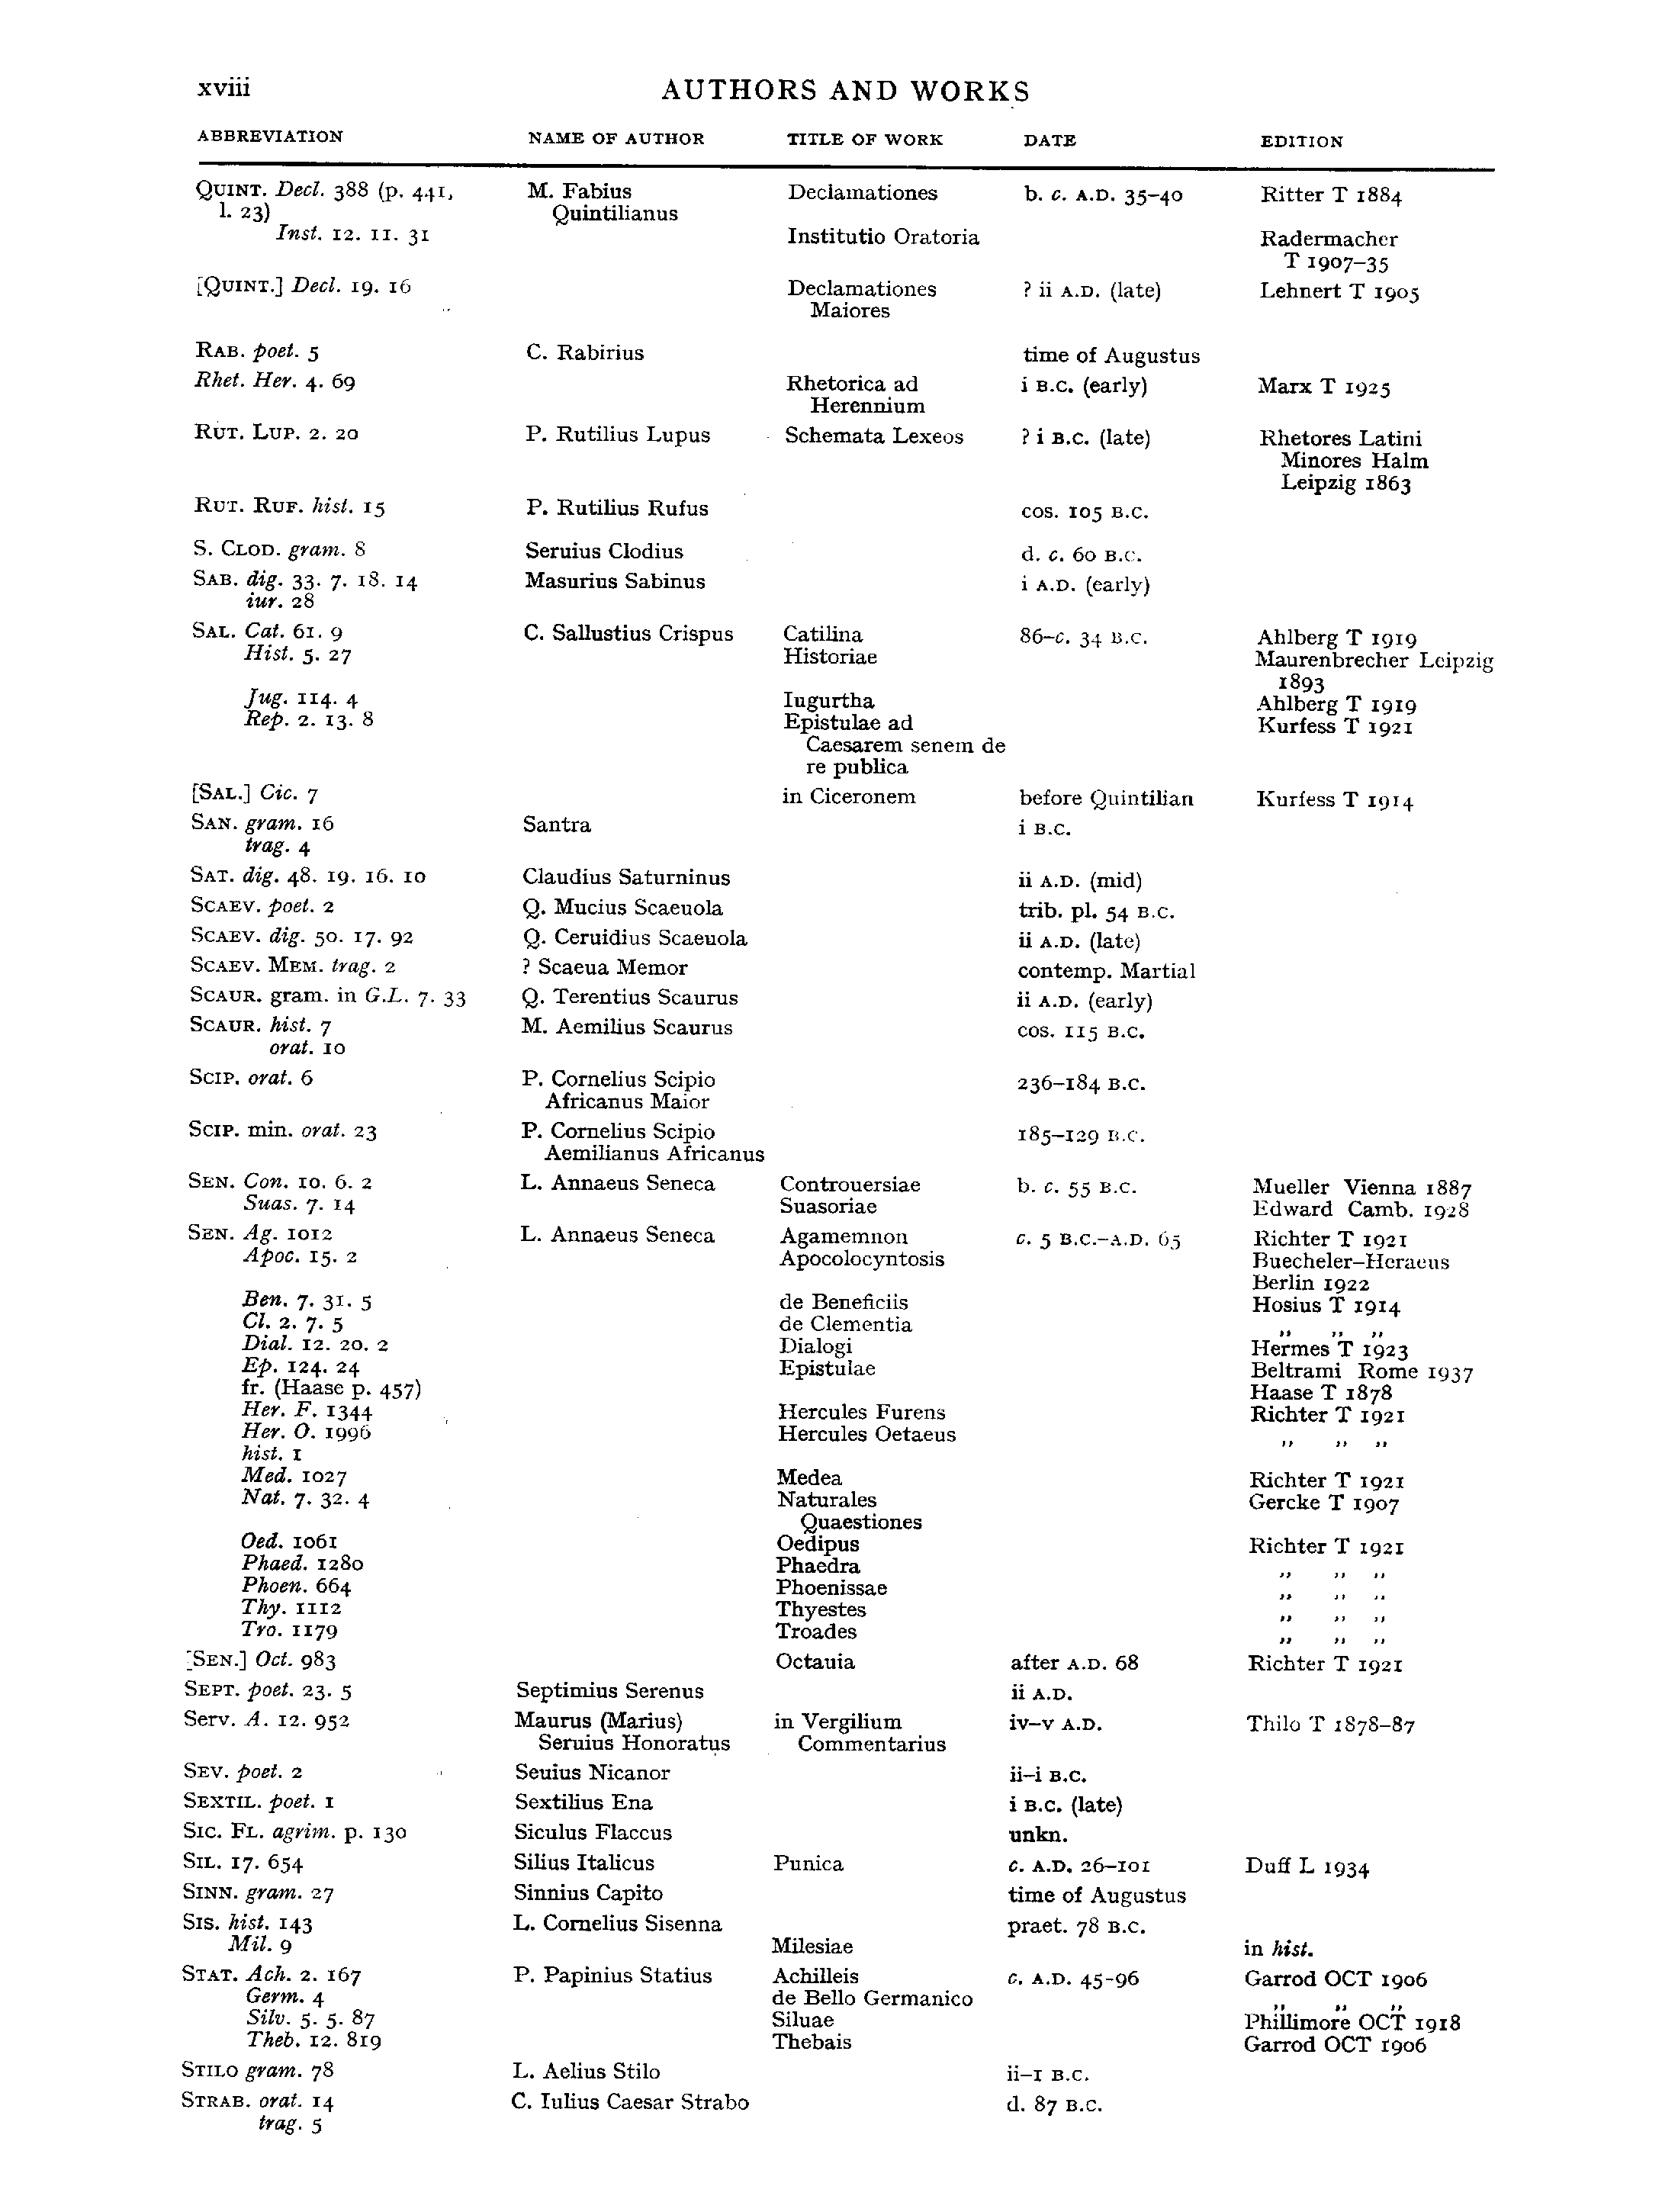 xviii AUTHORS AND WORKS
ABBREVIATION NAME OF AUTHOR TITLE OF WORK DATE EDITION
QUINT. Decl. 388 (p. 441, M. Fabius Declamationes b. c. A.D. 35–40 Ritter T 1884
l. 23) Quintilianus
Inst. 12. 11. 31 Institutio Oratoria Radermacher
T 1907–35
[QUINT.] Decl. 19. 16 Declamationes ? ii A.D. (late) Lehnert T 1905
Maiores
RAB. poet. 5 C. Rabirius time of Augustus
Rhet. Her. 4. 69 Rhetorica ad i B.C. (early) Marx T 1925
Herennium
RUT. LUP. 2. 20 P. Rutilius Lupus Schemata Lexeos ? i B.C. (late) Rhetores Latini
Minores Halm
Leipzig 1863
RUT. RUF. hist. 15 P. Rutilius Rufus cos. 105 B.C.
S. CLOD. gram. 8 Seruius Clodius d. c. 60 B.C.
SAB. dig. 33. 7. 18. 14 Masurius Sabinus i A.D. (early)
iur. 28
SAL. Cat. 61. 9 C. Sallustius Crispus Catilina 86–c. 34 B.C. Ahlberg T 1919
Hist. 5. 27 Historiae Maurenbrecher Leipzig
1893
Jug. 114. 4 Iugurtha Ahlberg T 1919
Rep. 2. 13. 8 Epistulae ad Kurfess T 1921
Caesarem senem de
re publica
[SAL.] Cic. 7 in Ciceronem before Quintilian Kurfess T 1914
SAN. gram. 16 Santra i B.C.
trag. 4
SAT. dig. 48. 19. 16. 10 Claudius Saturninus ii A.D. (mid)
SCAEV. poet. 2 Q. Mucius Scaeuola trib. pl. 54 B.C.
SCAEV. dig. 50. 17. 92 Q. Ceruidius Scaeuola ii A.D. (late)
SCAEV. MEM. trag. 2 ? Scaeua Memor contemp. Martial
SCAUR. gram. in G.L. 7. 33 Q. Terentius Scaurus ii A.D. (early)
SCAUR. hist. 7 M. Aemilius Scaurus cos. 115 B.C.
orat. 10
SCIP. orat. 6 P. Cornelius Scipio 236–184 B.C.
Africanus Maior
SCIP. min. orat. 23 P. Cornelius Scipio 185–129 B.C.
Aemilianus Africanus
SEN. Con. 10. 6. 2 L. Annaeus Seneca Controuersiae b. c. 55 B.C. Mueller Vienna 1887
Suas. 7. 14 Suasoriae Edward Camb. 1928
SEN. Ag. 1012 L. Annaeus Seneca Agamemnon c. 5 B.C.–A.D. 65 Richter T 1921
Apoc. 15. 2 Apocolocyntosis Buecheler–Heraeus
Berlin 1922
Ben. 7. 31. 5 de Beneficiis Hosius T 1914
Cl. 2. 7. 5 de Clementia ,, ,, ,,
Dial. 12. 20. 2 Dialogi Hermes T 1923
Ep. 124. 24 Epistulae Beltrami Rome 1937
fr. (Haase p. 457) Haase T 1878
Her. F. 1344 Hercules Furens Richter T 1921
Her. O. 1996 Hercules Oetaeus ,, ,, ,,
hist. 1
Med. 1027 Medea Richter T 1921
Nat. 7. 32. 4 Naturales Gercke T 1907
Quaestiones
Oed. 1061 Oedipus Richter T 1921
Phaed. 1280 Phaedra ,, ,, ,,
Phoen. 664 Phoenissae ,, ,, ,,
Thy. 1112 Thyestes ,, ,, ,,
Tro. 1179 Troades ,, ,, ,,
[SEN.] Oct. 983 Octauia after A.D. 68 Richter T 1921
SEPT. poet. 23. 5 Septimius Serenus ii A.D.
Serv. A. 12. 952 Maurus (Marius) in Vergilium iv–v A.D. Thilo T 1878–87
Seruius Honoratus Commentarius
SEV. poet. 2 Seuius Nicanor ii–i B.C.
SEXTIL. poet. 1 Sextilius Ena i B.C. (late)
SIC. FL. agrim. p. 130 Siculus Flaccus unkn.
SIL. 17. 654 Silius Italicus Punica c. A.D. 26–101 Duff L 1934
SINN. gram. 27 Sinnius Capito time of Augustus
SIS. hist. 143 L. Cornelius Sisenna praet. 78 B.C.
Mil. 9 Milesiae in hist.
STAT. Ach. 2. 167 P. Papinius Statius Achilleis c. A.D. 45–96 Garrod OCT 1906
Germ. 4 de Bello Germanico ,, ,, ,,
Silv. 5. 5. 87 Siluae Phillimore OCT 1918
Theb. 12. 819 Thebais Garrod OCT 1906
STILO gram. 78 L. Aelius Stilo ii–I B.C.
STRAB. orat. 14 C. Iulius Caesar Strabo d. 87 B.C.
trag. 5